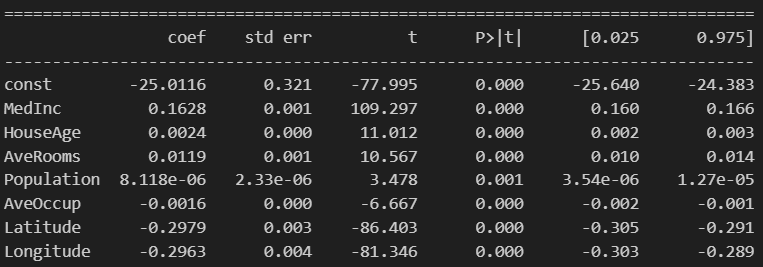 ==============================================================================
                 coef    std err          t      P>|t|      [0.025      0.975]
------------------------------------------------------------------------------
const        -25.0116      0.321    -77.995      0.000     -25.640     -24.383
MedInc         0.1628      0.001    109.297      0.000       0.160       0.166
HouseAge       0.0024      0.000     11.012      0.000       0.002       0.003
AveRooms       0.0119      0.001     10.567      0.000       0.010       0.014
Population  8.118e-06   2.33e-06      3.478      0.001    3.54e-06    1.27e-05
AveOccup      -0.0016      0.000     -6.667      0.000      -0.002      -0.001
Latitude      -0.2979      0.003    -86.403      0.000      -0.305      -0.291
Longitude     -0.2963      0.004    -81.346      0.000      -0.303      -0.289